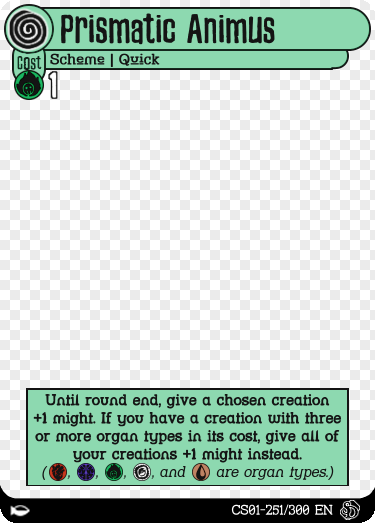 Prismatic Animus
Cost
Scheme | Quick
1
Until round end, give a chosen creation
+1 might. If you have a creation with three
or more organ types in its cost, give all of
your creations +1 might instead.
( , , , , and are organ types.)
CS01-251/300 EN